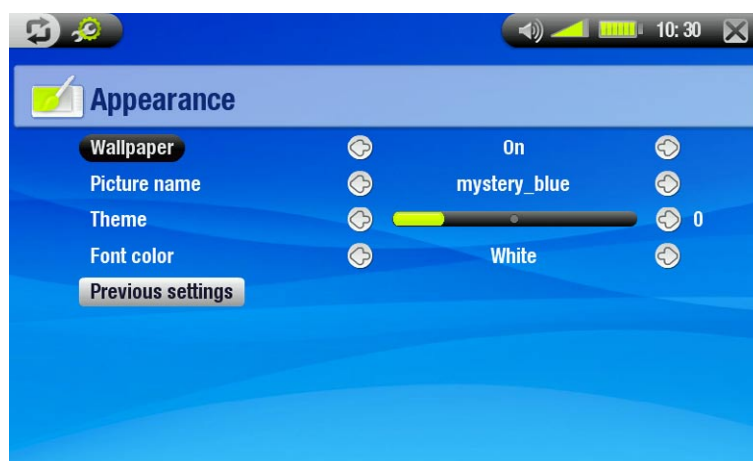 10:30
Appearance
Wallpaper On
Picture name mystery_blue
Theme 0
Font color White
Previous settings